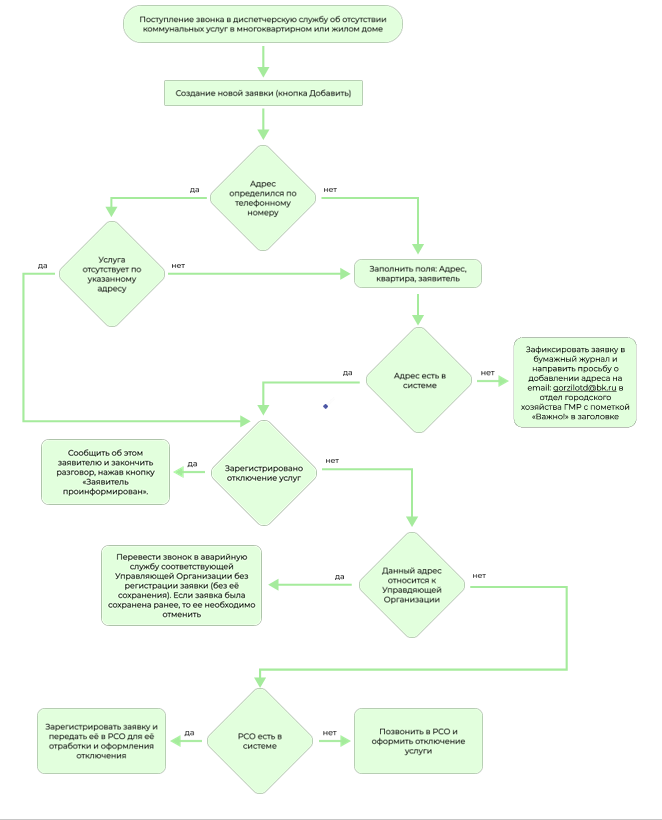 Поступление звонка в диспетчерскую службу об отсутствии
коммунальных услуг в многоквартирном или жилом доме
Создание новой заявки (кнопка Добавить)
Адрес
определился по
телефонному
номеру
да
нет
Услуга
отсутствует по
указанному
адресу
да
нет
Заполнить поля: Адрес,
квартира, заявитель
Адрес есть в
системе
да
нет
Зафиксировать заявку в
бумажный журнал и
направить просьбу о
добавлении адреса на
email: gorzilotd@bk.ru в
отдел городского
хозяйства ГМР с пометкой
«Важно!» в заголовке
Зарегистрировано
отключение услуг
да
нет
Сообщить об этом
заявителю и закончить
разговор, нажав кнопку
«Заявитель
проинформирован».
Данный адрес
относится к
Управдяющей
Организации
да
нет
Перевести звонок в аварийную
службу соответствующей
Управляющей Организации без
регистрации заявки (без её
сохранения). Если заявка была
сохранена ранее, то ее необходимо
отменить
РСО есть в
системе
да
нет
Зарегистрировать заявку и
передать её в РСО для её
отработки и оформления
отключения
Позвонить в РСО и
оформить отключение
услуги